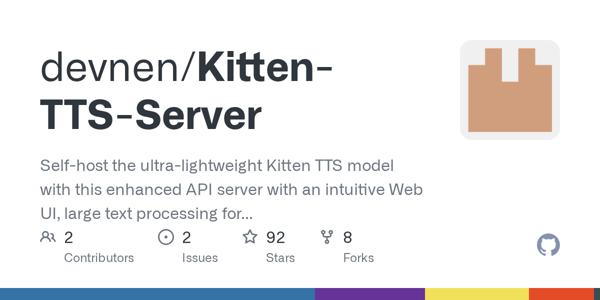 devnen/Kitten-
TTS-Server
Self-host the ultra-lightweight Kitten TTS model
with this enhanced API server with an intuitive Web
UI, large text processing for...
2 2 92 8
Contributors Issues Stars Forks